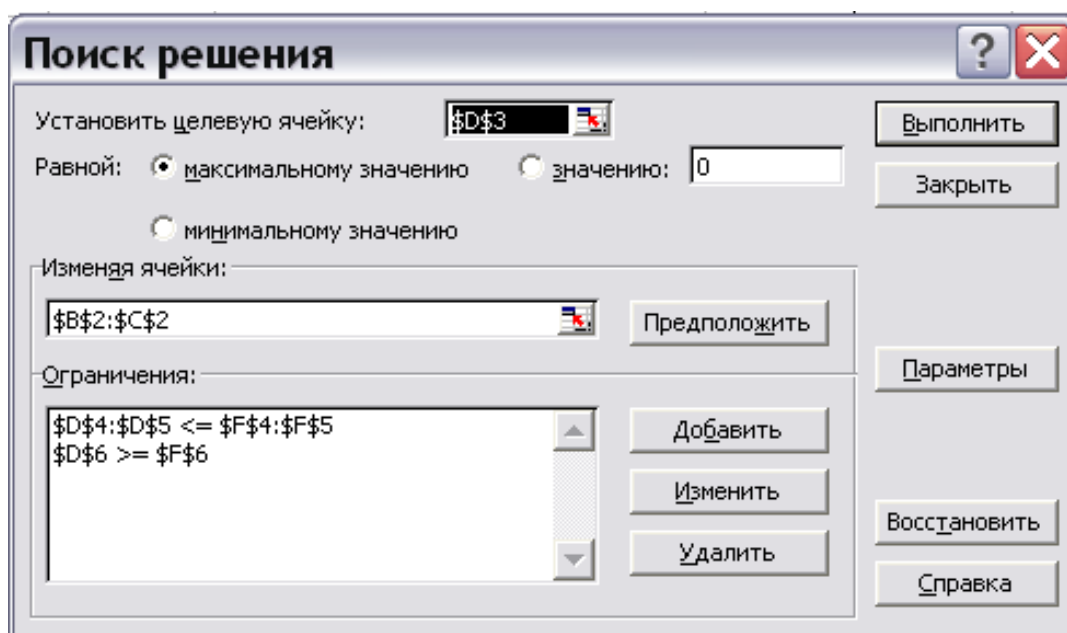 Поиск решения
?
Установить целевую ячейку: $D$3
Выполнить
Равной: максимальному значению значению: 0
Закрыть
минимальному значению
Изменяя ячейки:
$B$2:$C$2
Предположить
Ограничения:
Параметры
$D$4:$D$5 <= $F$4:$F$5
$D$6 >= $F$6
Добавить
Изменить
Восстановить
Удалить
Справка